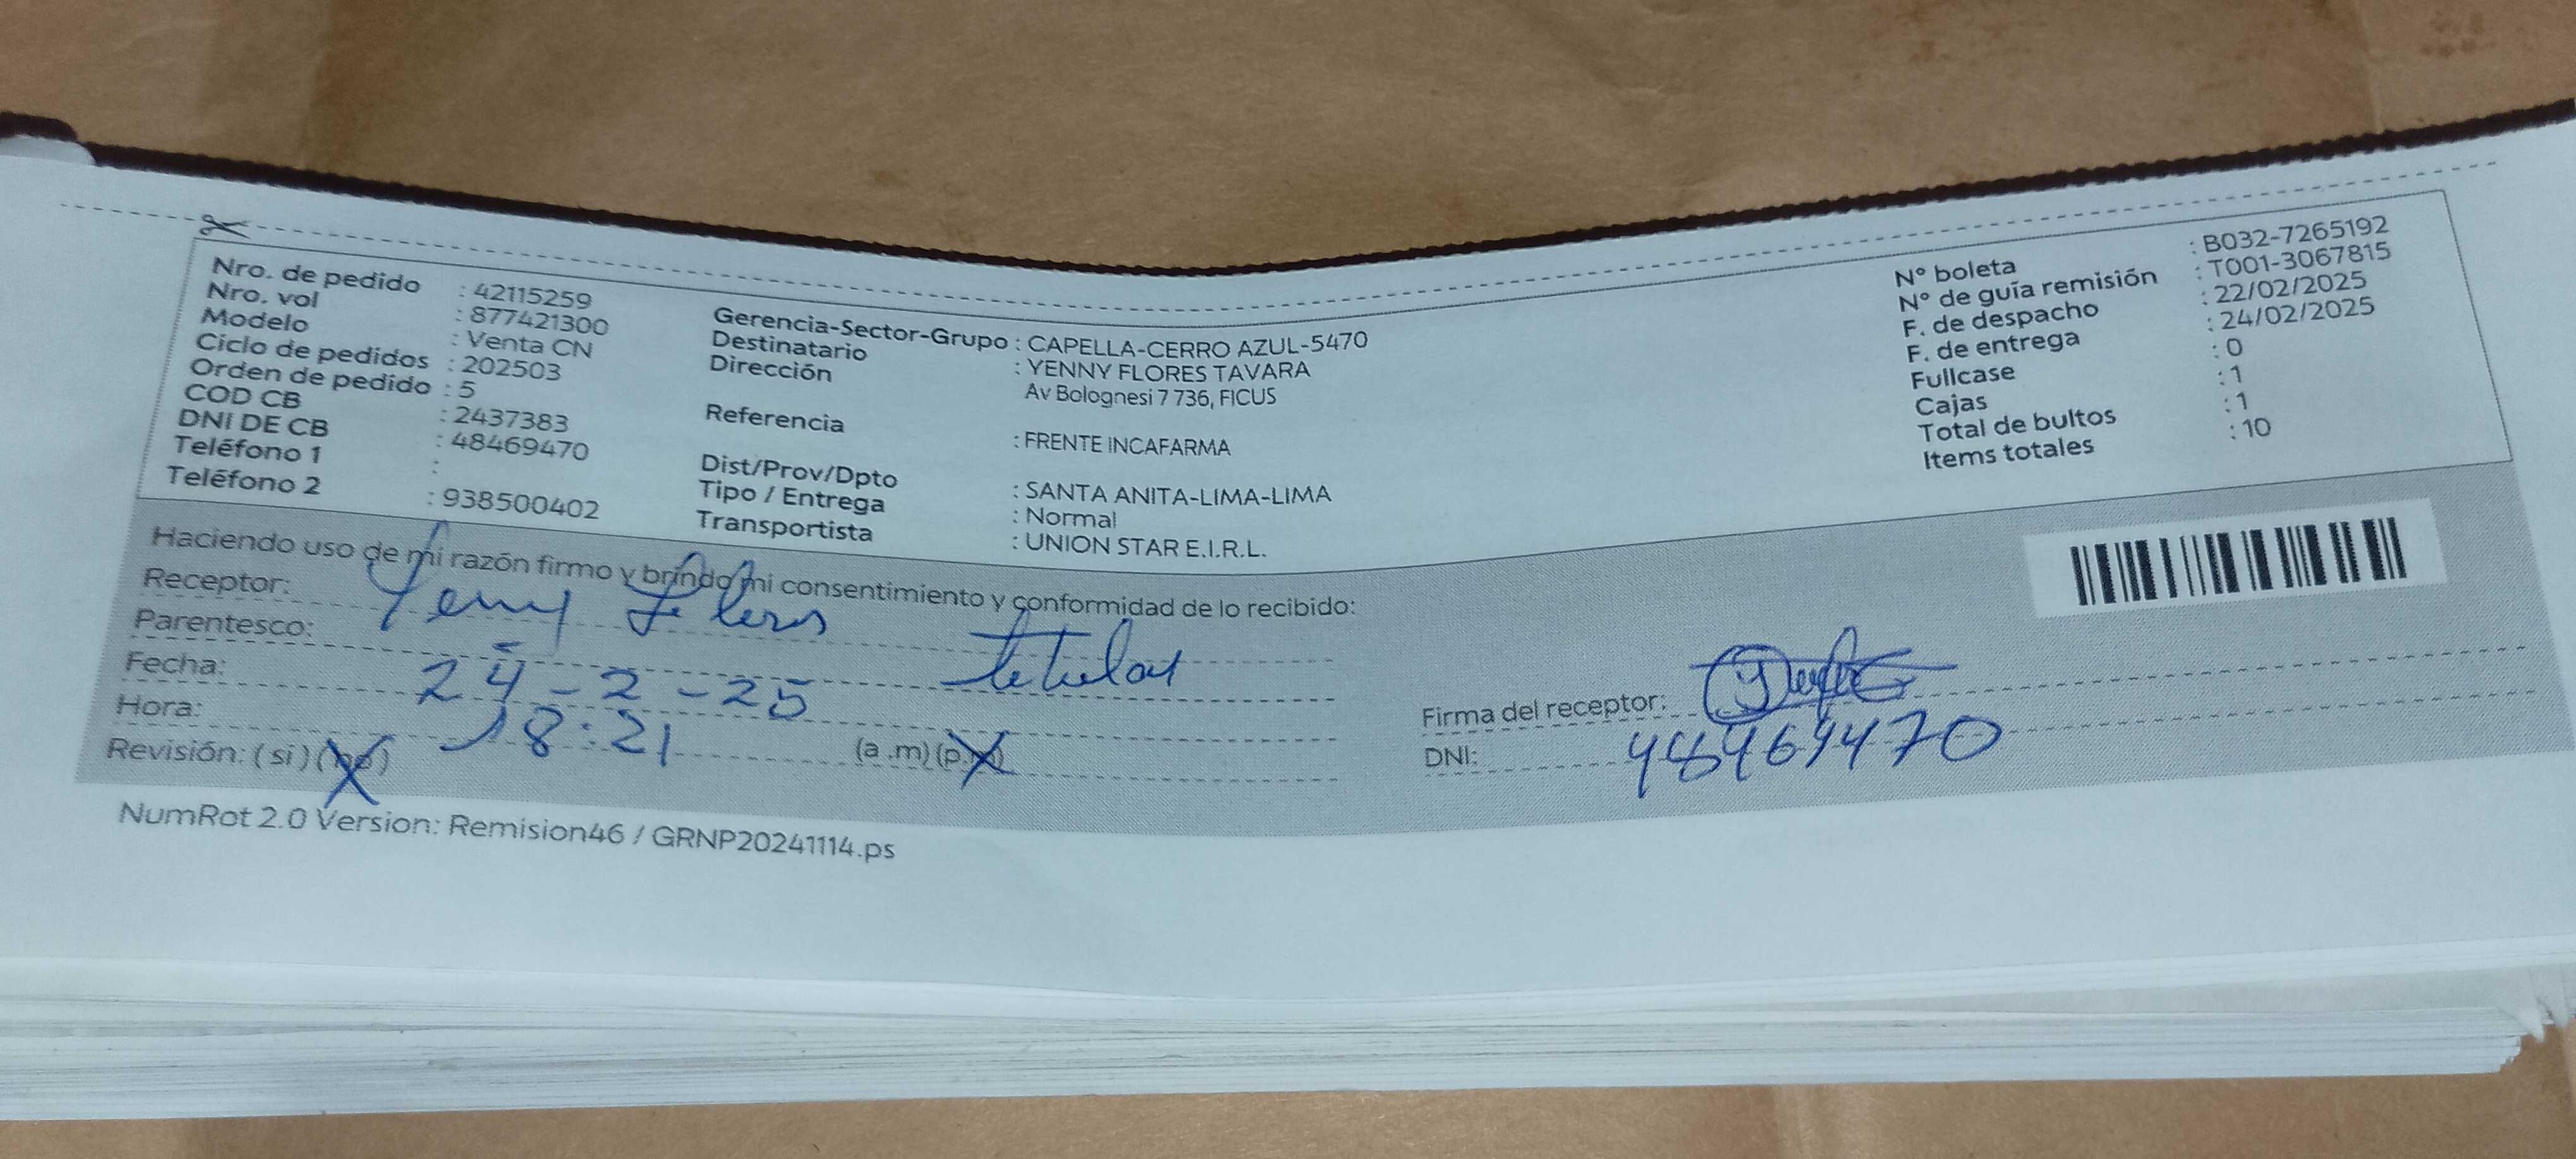 Nro. de pedido : 42115259
Nro. vol : 877421300
Modelo : Venta CN
Ciclo de pedidos : 202503
Orden de pedido : 5
COD CB : 2437383
DNI DE CB : 48469470
Teléfono 1 :
Teléfono 2 : 938500402
Gerencia-Sector-Grupo : CAPELLA-CERRO AZUL-5470
Destinatario : YENNY FLORES TAVARA
Dirección Av Bolognesi 7 736, FICUS
Referencia : FRENTE INCAFARMA
Dist/Prov/Dpto : SANTA ANITA-LIMA-LIMA
Tipo / Entrega : Normal
Transportista : UNION STAR E.I.R.L.
N° boleta : B032-7265192
N° de guía remisión : T001-3067815
F. de despacho : 22/02/2025
F. de entrega : 24/02/2025
Fullcase : 0
Cajas : 1
Total de bultos : 1
Items totales : 10
Haciendo uso de mi razón firmo y brindo mi consentimiento y conformidad de lo recibido:
Receptor: Yenny Flores
Parentesco: titular
Fecha: 24-2-25
Hora: 18:21 (a .m) (p.m)
Revisión: ( si ) (no)
Firma del receptor:
DNI: 48469470
NumRot 2.0 Version: Remision46 / GRNP20241114.ps